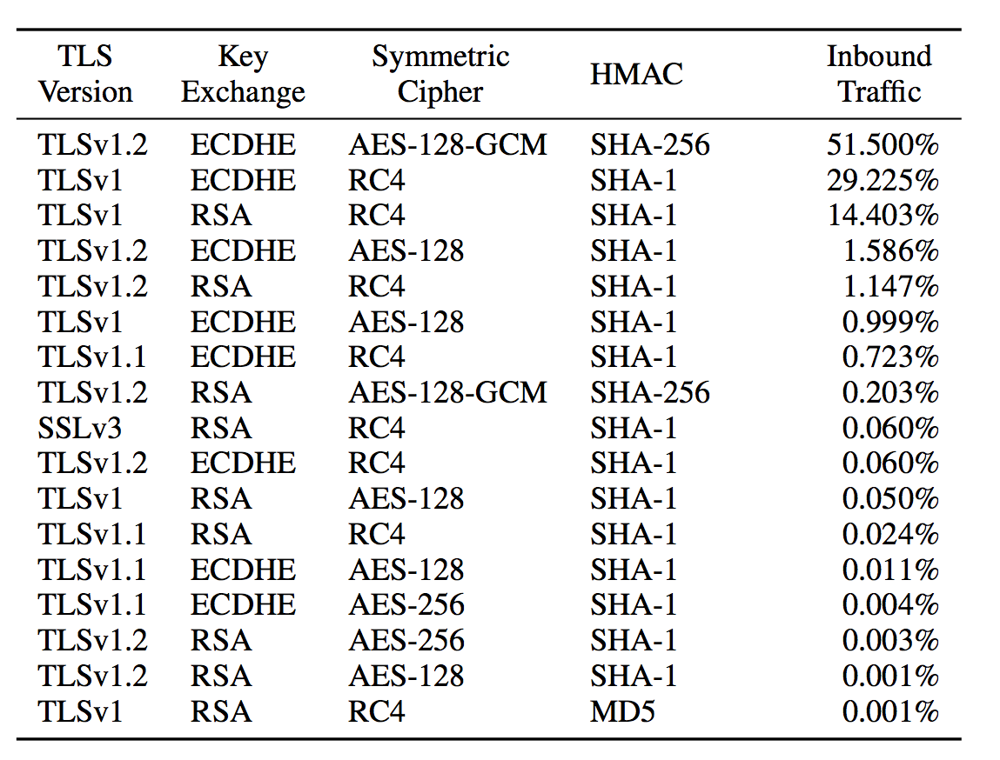 TLS Version Key Exchange Symmetric Cipher HMAC Inbound Traffic
TLSv1.2 ECDHE AES-128-GCM SHA-256 51.500%
TLSv1 ECDHE RC4 SHA-1 29.225%
TLSv1 RSA RC4 SHA-1 14.403%
TLSv1.2 ECDHE AES-128 SHA-1 1.586%
TLSv1.2 RSA RC4 SHA-1 1.147%
TLSv1 ECDHE AES-128 SHA-1 0.999%
TLSv1.1 ECDHE RC4 SHA-1 0.723%
TLSv1.2 RSA AES-128-GCM SHA-256 0.203%
SSLv3 RSA RC4 SHA-1 0.060%
TLSv1.2 ECDHE RC4 SHA-1 0.060%
TLSv1 RSA AES-128 SHA-1 0.050%
TLSv1.1 RSA RC4 SHA-1 0.024%
TLSv1.1 ECDHE AES-128 SHA-1 0.011%
TLSv1.1 ECDHE AES-256 SHA-1 0.004%
TLSv1.2 RSA AES-256 SHA-1 0.003%
TLSv1.2 RSA AES-128 SHA-1 0.001%
TLSv1 RSA RC4 MD5 0.001%